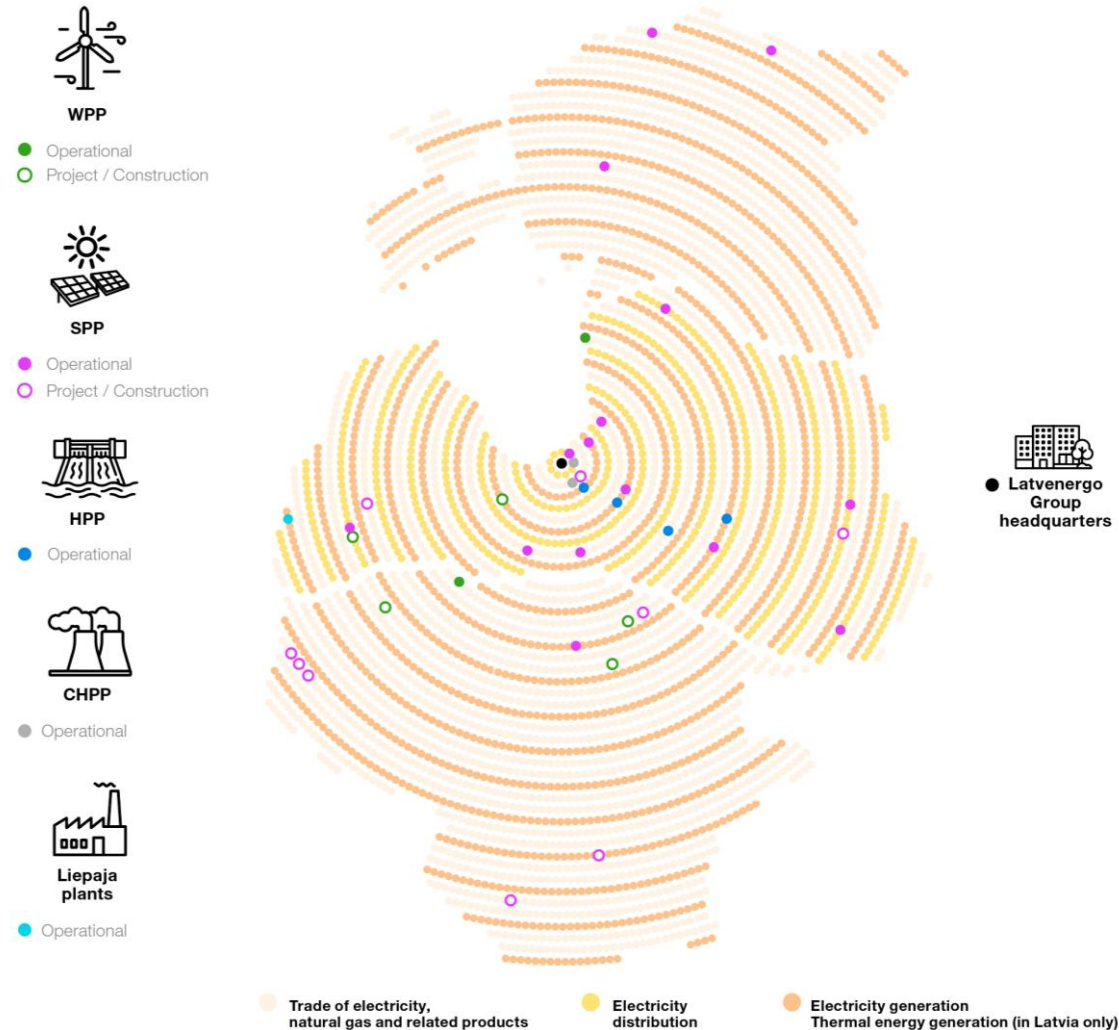 WPP
Operational
Project / Construction
SPP
Operational
Project / Construction
HPP
Operational
CHPP
Operational
Liepaja
plants
Operational
Latvenergo
Group
headquarters
Trade of electricity,
natural gas and related products
Electricity
distribution
Electricity generation
Thermal energy generation (in Latvia only)